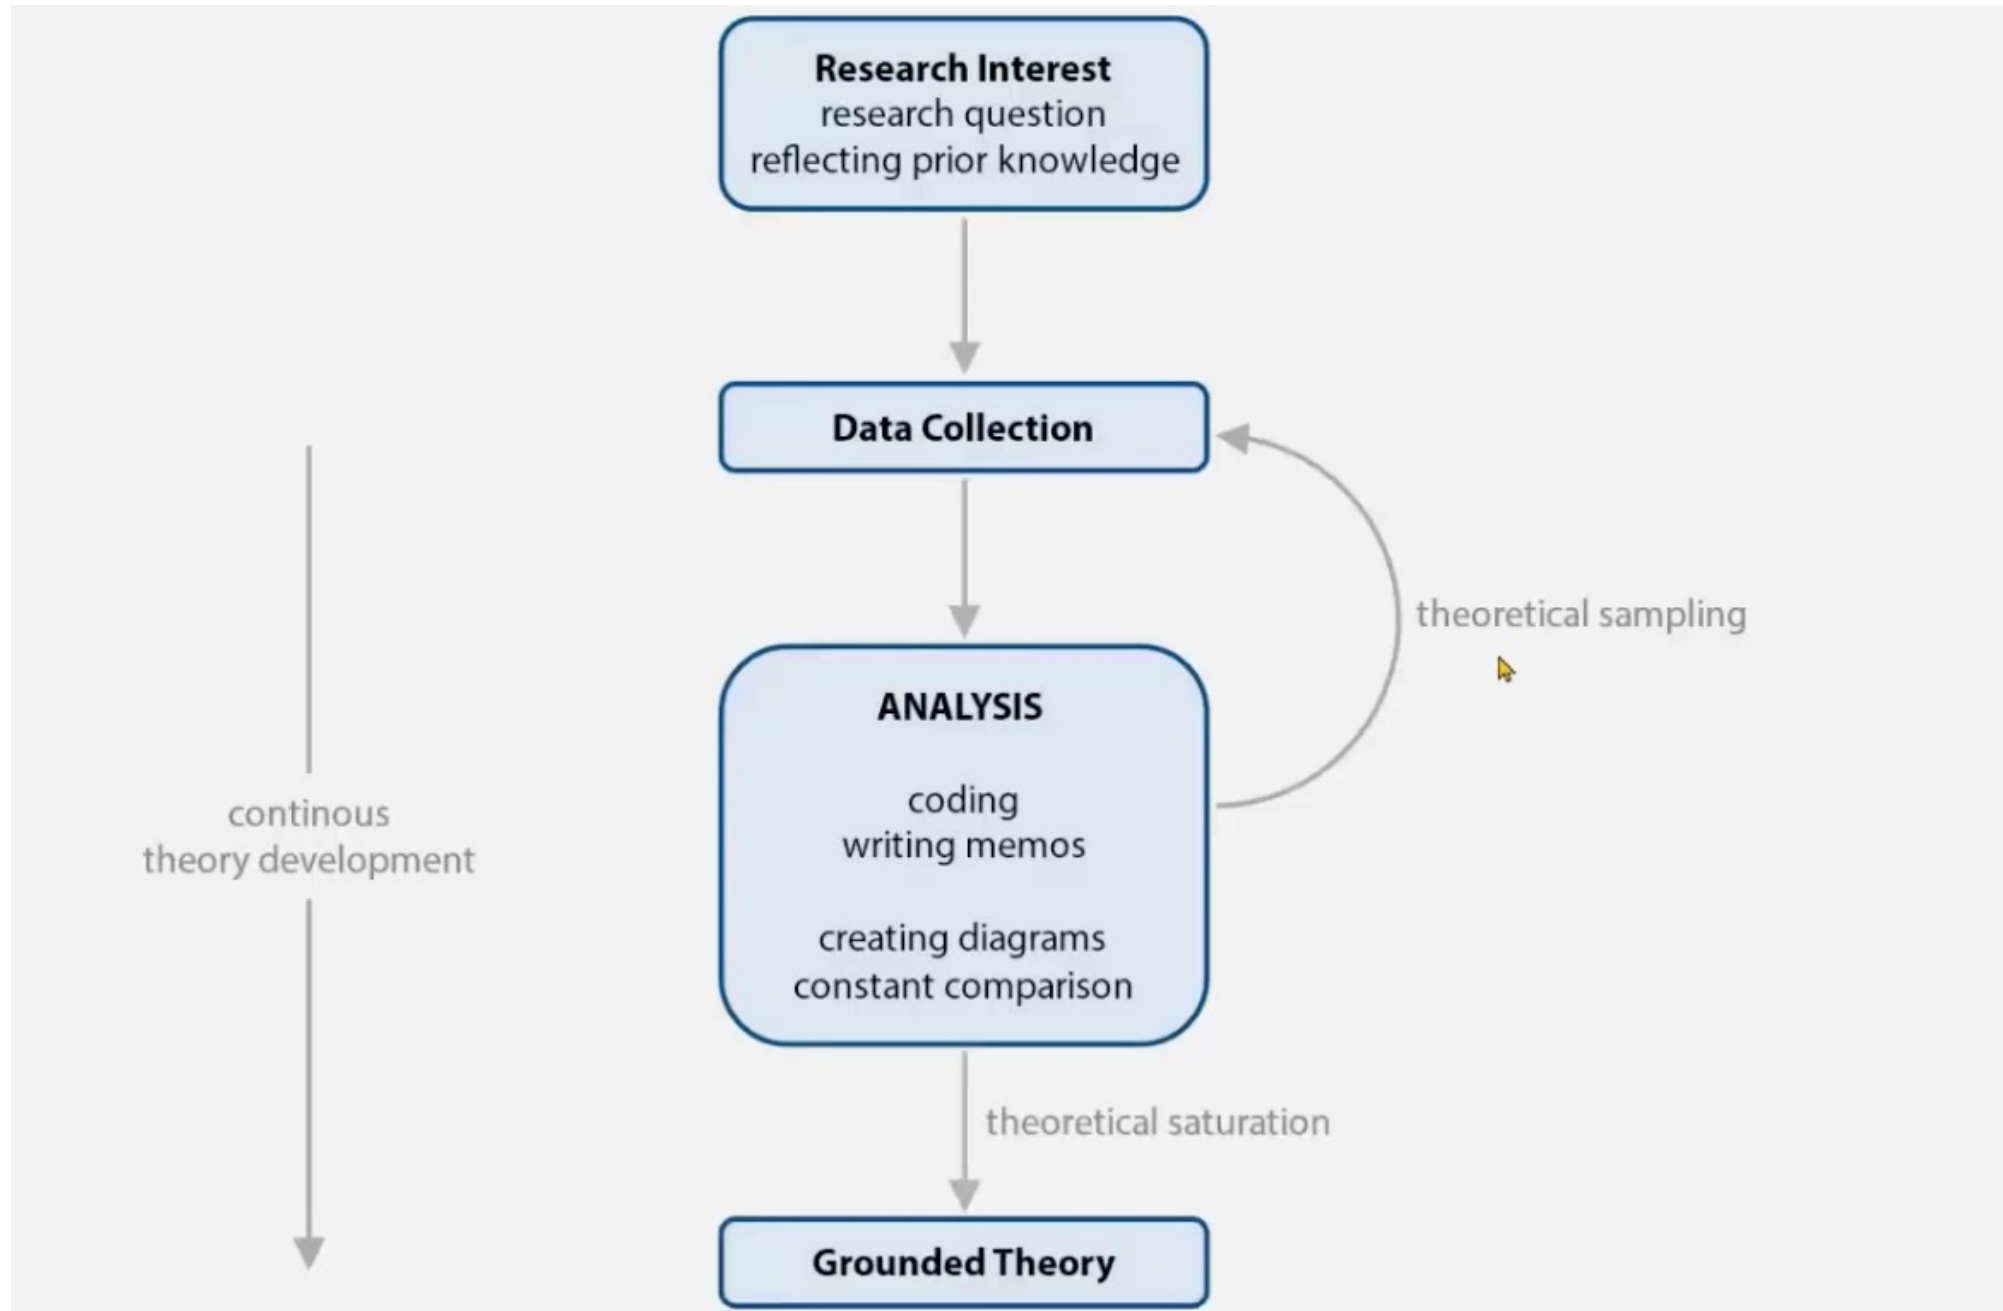 Research Interest
research question
reflecting prior knowledge
Data Collection
theoretical sampling
ANALYSIS
coding
writing memos
creating diagrams
constant comparison
continous
theory development
theoretical saturation
Grounded Theory